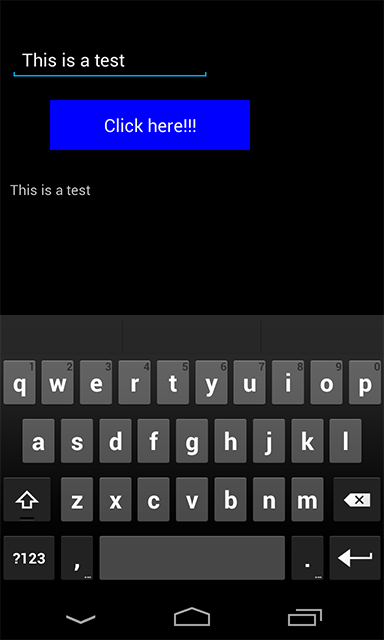 This is a test
Click here!!!
This is a test
1 2 3 4 5 6 7 8 9 0
q w e r t y u i o p
a s d f g h j k l
z x c v b n m
?123 , ... . ...